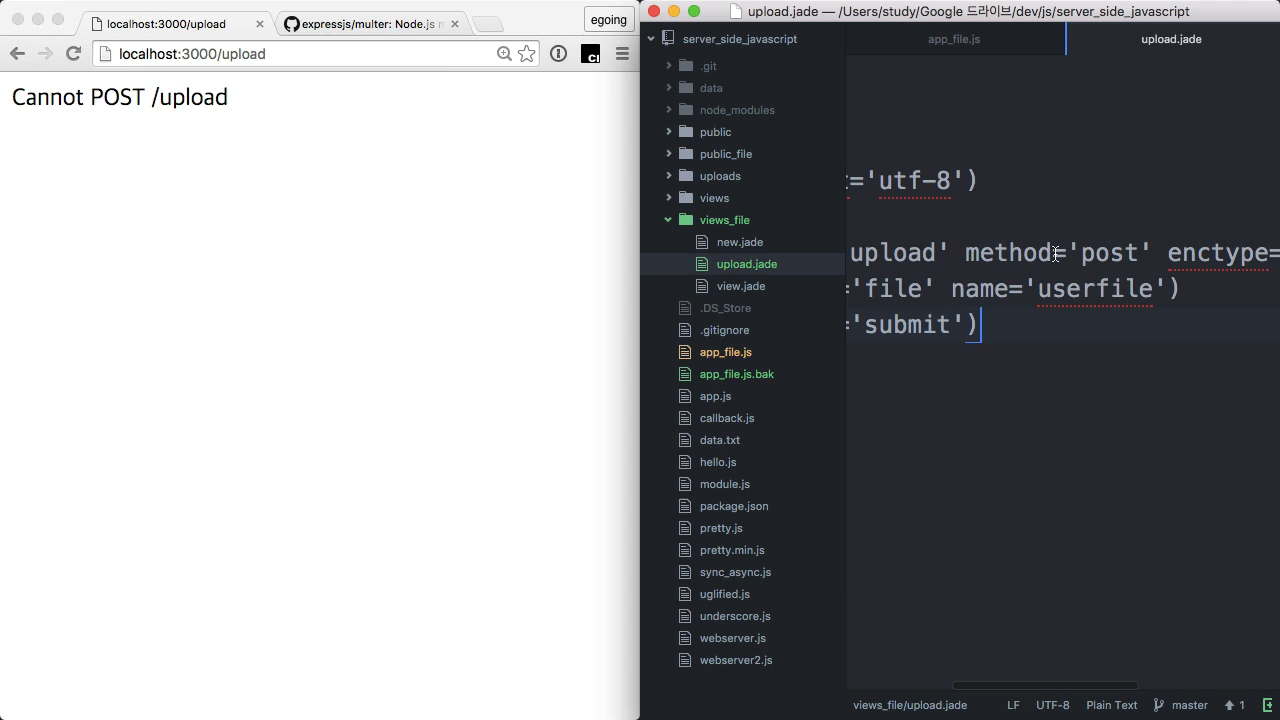 localhost:3000/upload
expressjs/multer: Node.js
egoing
localhost:3000/upload
Cannot POST /upload
upload.jade — /Users/study/Google 드라이브/dev/js/server_side_javascript
server_side_javascript
.git
data
node_modules
public
public_file
uploads
views
views_file
new.jade
upload.jade
view.jade
.DS_Store
.gitignore
app_file.js
app_file.js.bak
app.js
callback.js
data.txt
hello.js
module.js
package.json
pretty.js
pretty.min.js
sync_async.js
uglified.js
underscore.js
webserver.js
webserver2.js
app_file.js
upload.jade
='utf-8')
upload' method='post' enctype=
='file' name='userfile')
='submit')
views_file/upload.jade
LF
UTF-8
Plain Text
master
1